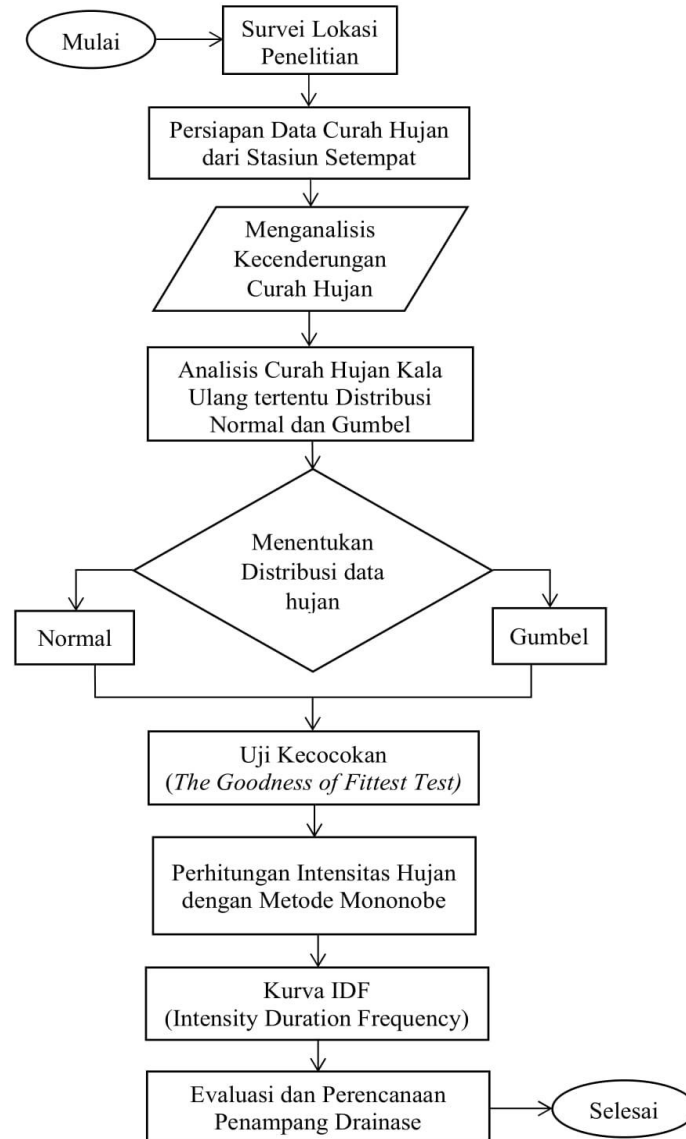 Mulai
Survei Lokasi
Penelitian
Persiapan Data Curah Hujan
dari Stasiun Setempat
Menganalisis
Kecenderungan
Curah Hujan
Analisis Curah Hujan Kala
Ulang tertentu Distribusi
Normal dan Gumbel
Menentukan
Distribusi data
hujan
Normal
Gumbel
Uji Kecocokan
(The Goodness of Fittest Test)
Perhitungan Intensitas Hujan
dengan Metode Mononobe
Kurva IDF
(Intensity Duration Frequency)
Evaluasi dan Perencanaan
Penampang Drainase
Selesai